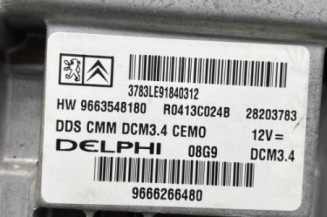 3783LE91840312
HW 9663548180 R0413C024B 28203783
DDS CMM DCM3.4 CEMO 12V=
DELPHI 08G9 DCM3.4
9666266480